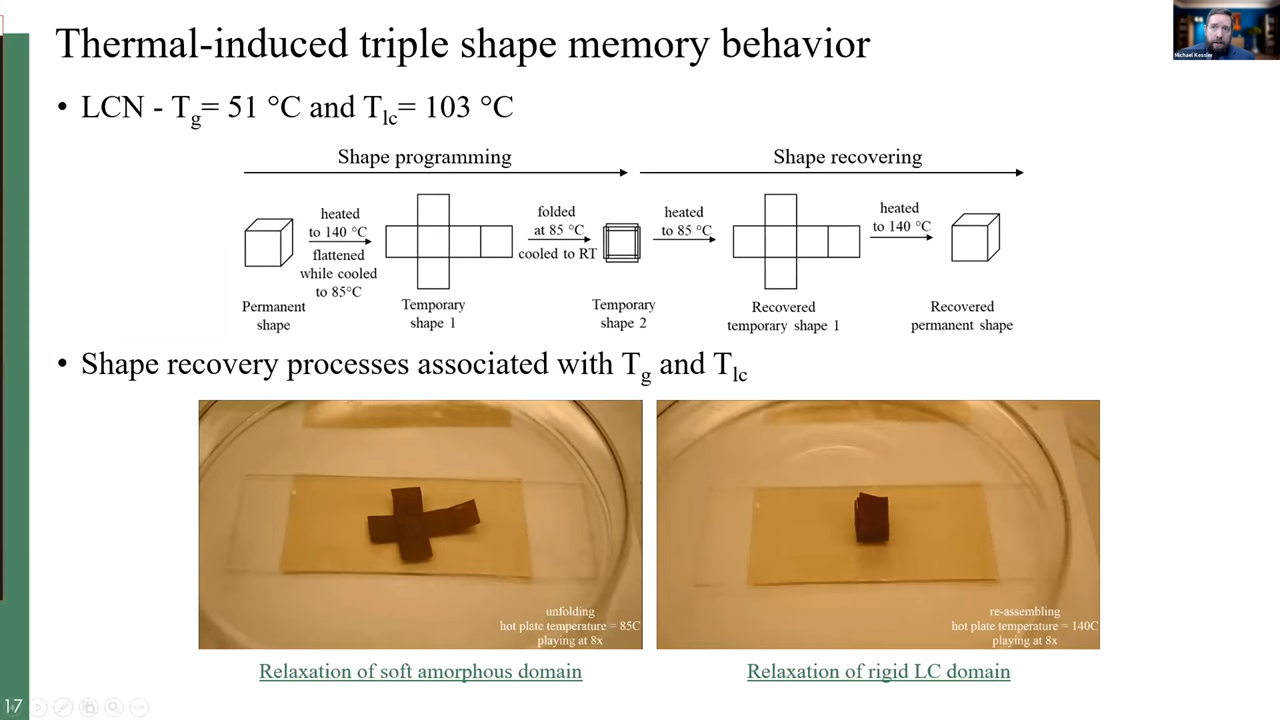 Thermal-induced triple shape memory behavior
Michael Kessler
• LCN - Tg= 51 °C and Tlc= 103 °C
Shape programming
Shape recovering
heated
to 140 °C
flattened
while cooled
to 85°C
folded
at 85 °C
cooled to RT
heated
to 85 °C
heated
to 140 °C
Permanent
shape
Temporary
shape 1
Temporary
shape 2
Recovered
temporary shape 1
Recovered
permanent shape
• Shape recovery processes associated with Tg and Tlc
unfolding
hot plate temperature = 85C
playing at 8x
re-assembling
hot plate temperature = 140C
playing at 8x
Relaxation of soft amorphous domain
Relaxation of rigid LC domain
17